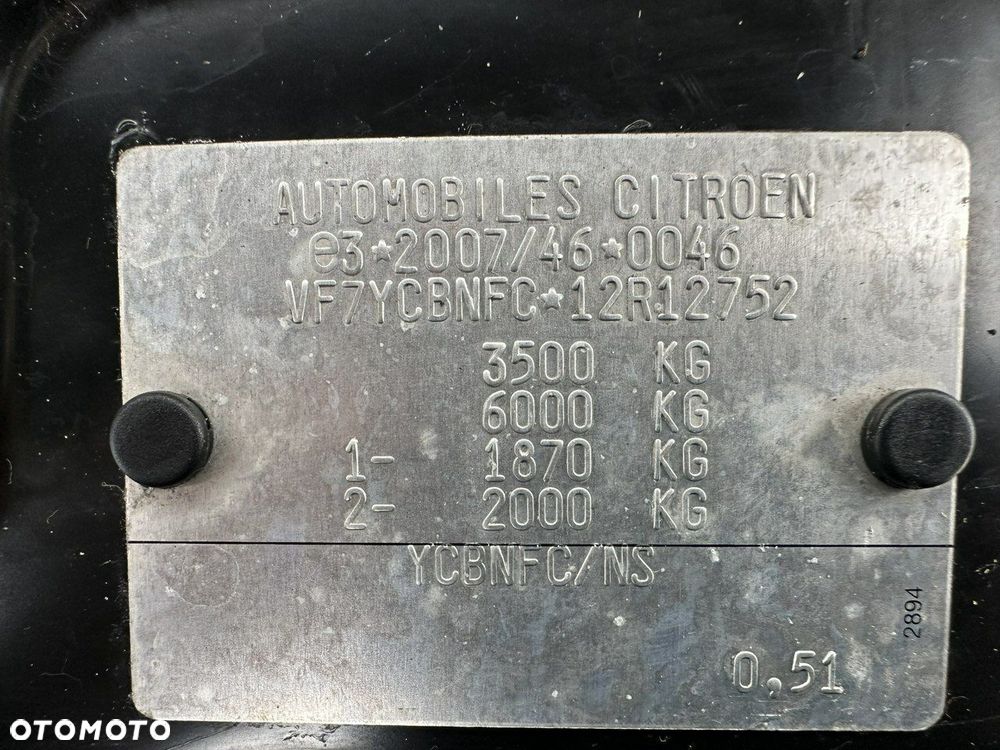 AUTOMOBILES CITROEN
e3*2007/46*0046
VF7YCBNFC*12R12752
3500 KG
6000 KG
1- 1870 KG
2- 2000 KG
YCBNFC/NS
2894
0,51
OTOMOTO